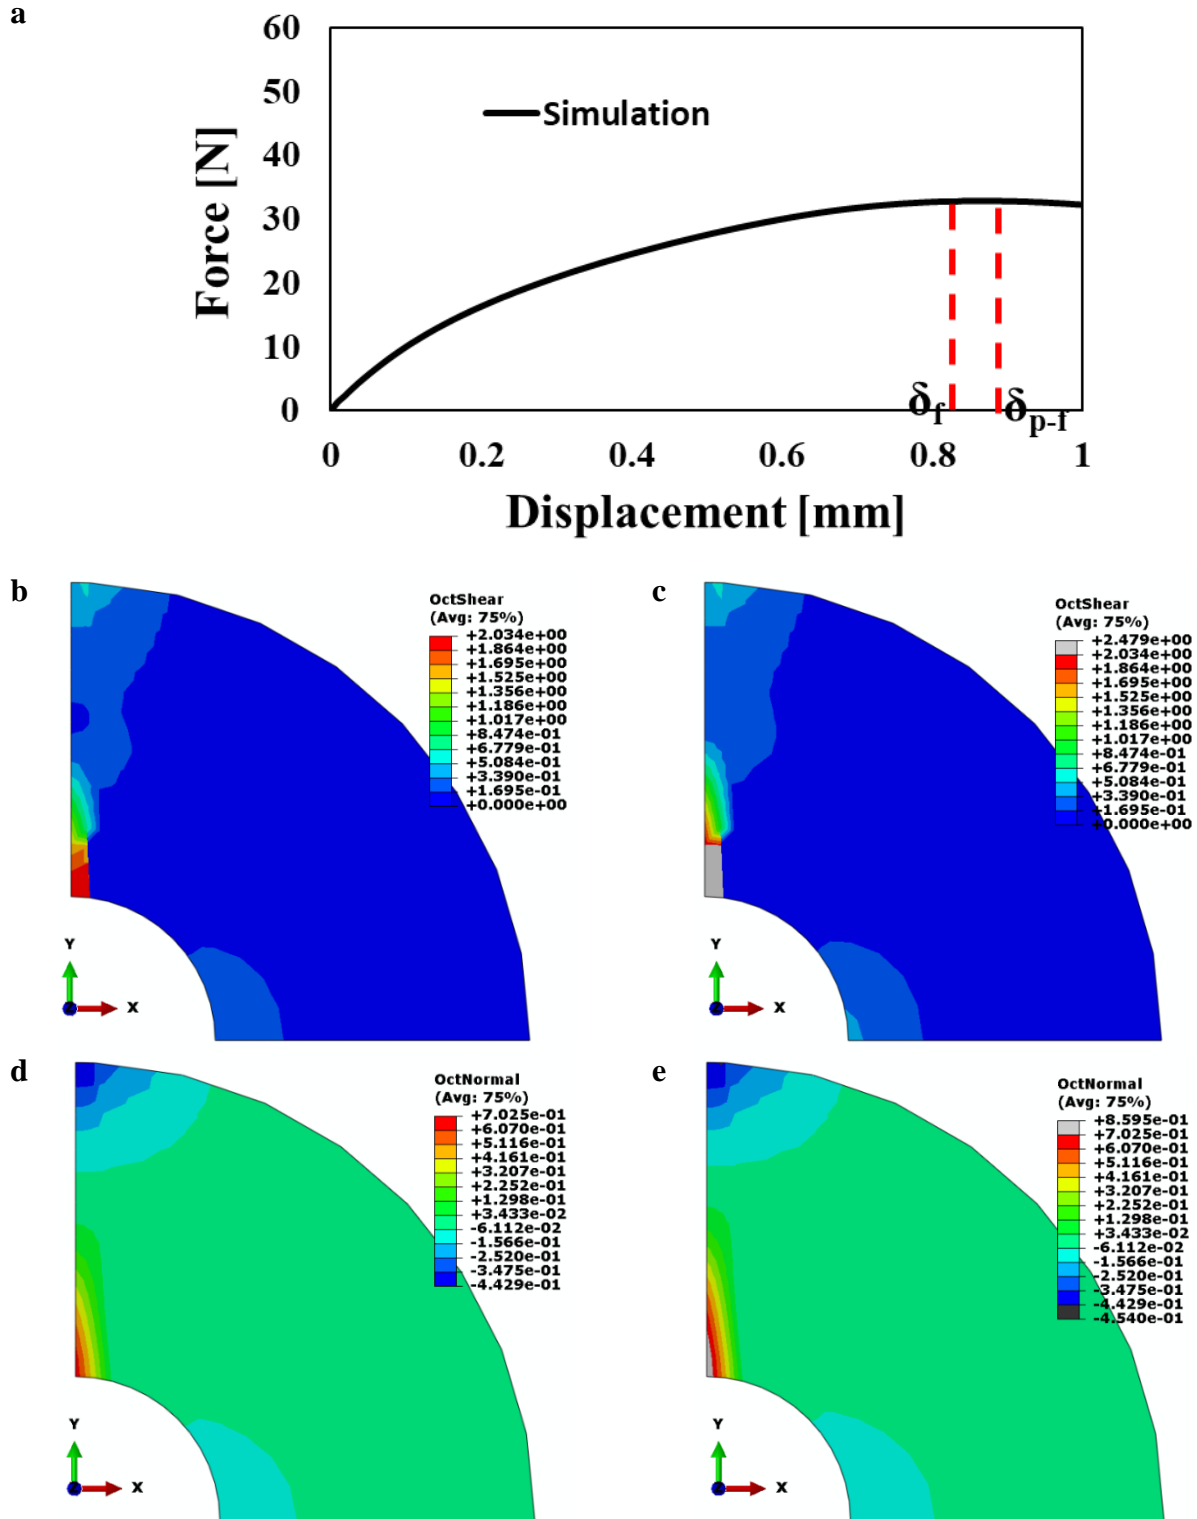 a
60
50
40
30
20
10
0
Force [N]
Simulation
δf
δp-f
0 0.2 0.4 0.6 0.8 1
Displacement [mm]
b
OctShear
(Avg: 75%)
+2.034e+00
+1.864e+00
+1.695e+00
+1.525e+00
+1.356e+00
+1.186e+00
+1.017e+00
+8.474e-01
+6.779e-01
+5.084e-01
+3.390e-01
+1.695e-01
+0.000e+00
Y
Z
X
c
OctShear
(Avg: 75%)
+2.479e+00
+2.034e+00
+1.864e+00
+1.695e+00
+1.525e+00
+1.356e+00
+1.186e+00
+1.017e+00
+8.474e-01
+6.779e-01
+5.084e-01
+3.390e-01
+1.695e-01
+0.000e+00
Y
Z
X
d
OctNormal
(Avg: 75%)
+7.025e-01
+6.070e-01
+5.116e-01
+4.161e-01
+3.207e-01
+2.252e-01
+1.298e-01
+3.433e-02
-6.112e-02
-1.566e-01
-2.520e-01
-3.475e-01
-4.429e-01
Y
Z
X
e
OctNormal
(Avg: 75%)
+8.595e-01
+7.025e-01
+6.070e-01
+5.116e-01
+4.161e-01
+3.207e-01
+2.252e-01
+1.298e-01
+3.433e-02
-6.112e-02
-1.566e-01
-2.520e-01
-3.475e-01
-4.429e-01
-4.540e-01
Y
Z
X